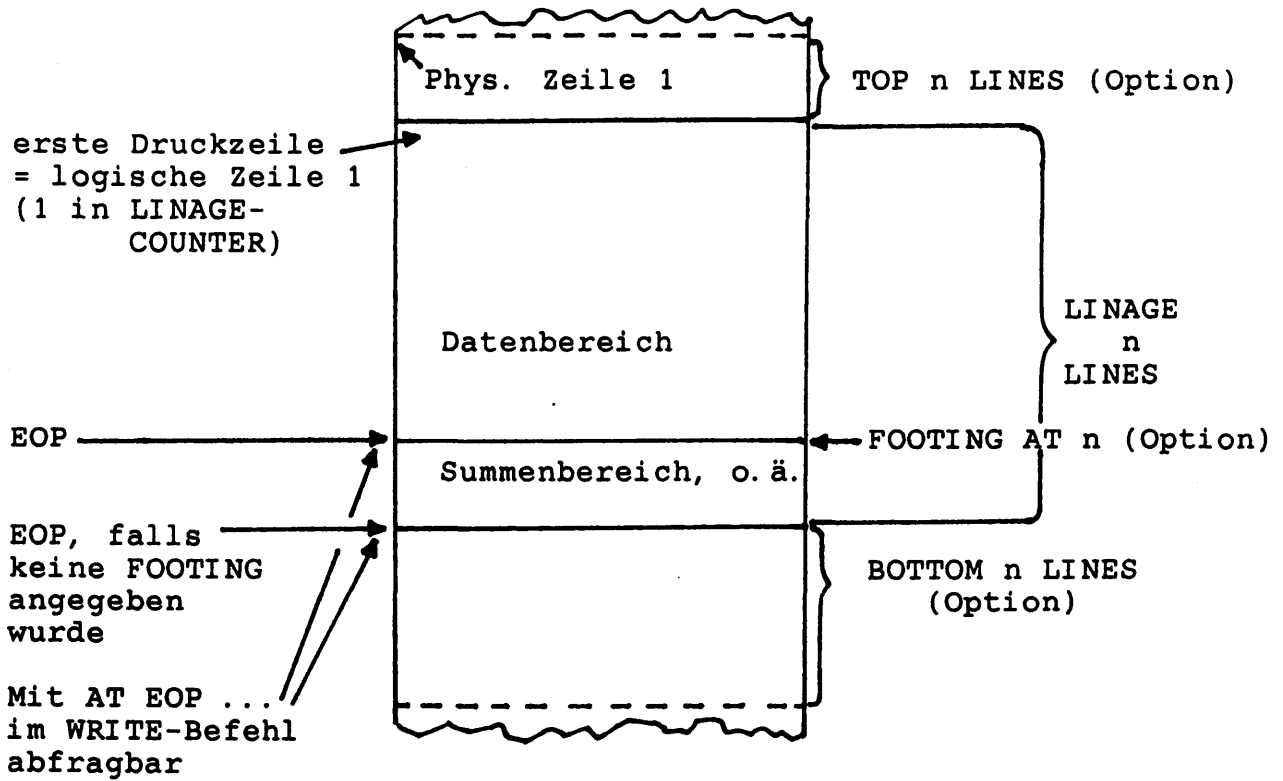 Phys. Zeile 1
TOP n LINES (Option)
erste Druckzeile
= logische Zeile 1
(1 in LINAGE-
COUNTER)
LINAGE
n
LINES
Datenbereich
EOP
FOOTING AT n (Option)
Summenbereich, o.ä.
EOP, falls
keine FOOTING
angegeben
wurde
BOTTOM n LINES
(Option)
Mit AT EOP ...
im WRITE-Befehl
abfragbar